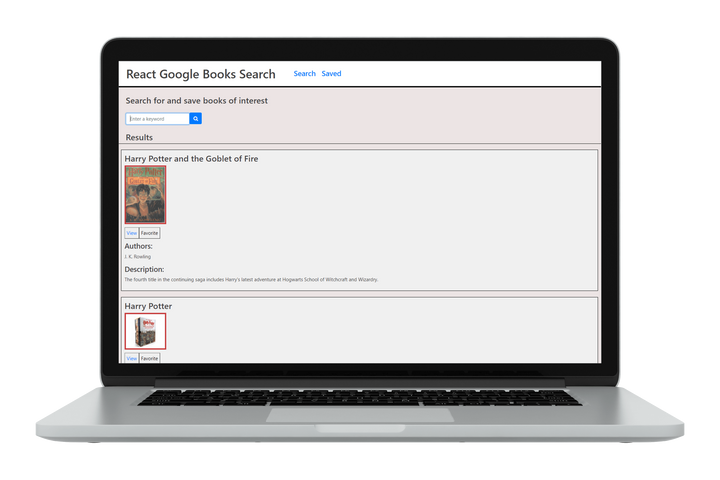 React Google Books Search
Search Saved
Search for and save books of interest
Enter a keyword
Results
Harry Potter and the Goblet of Fire
View Favorite
Authors:
J. K. Rowling
Description:
The fourth title in the continuing saga includes Harry's latest adventure at Hogwarts School of Witchcraft and Wizardry.
Harry Potter
View Favorite